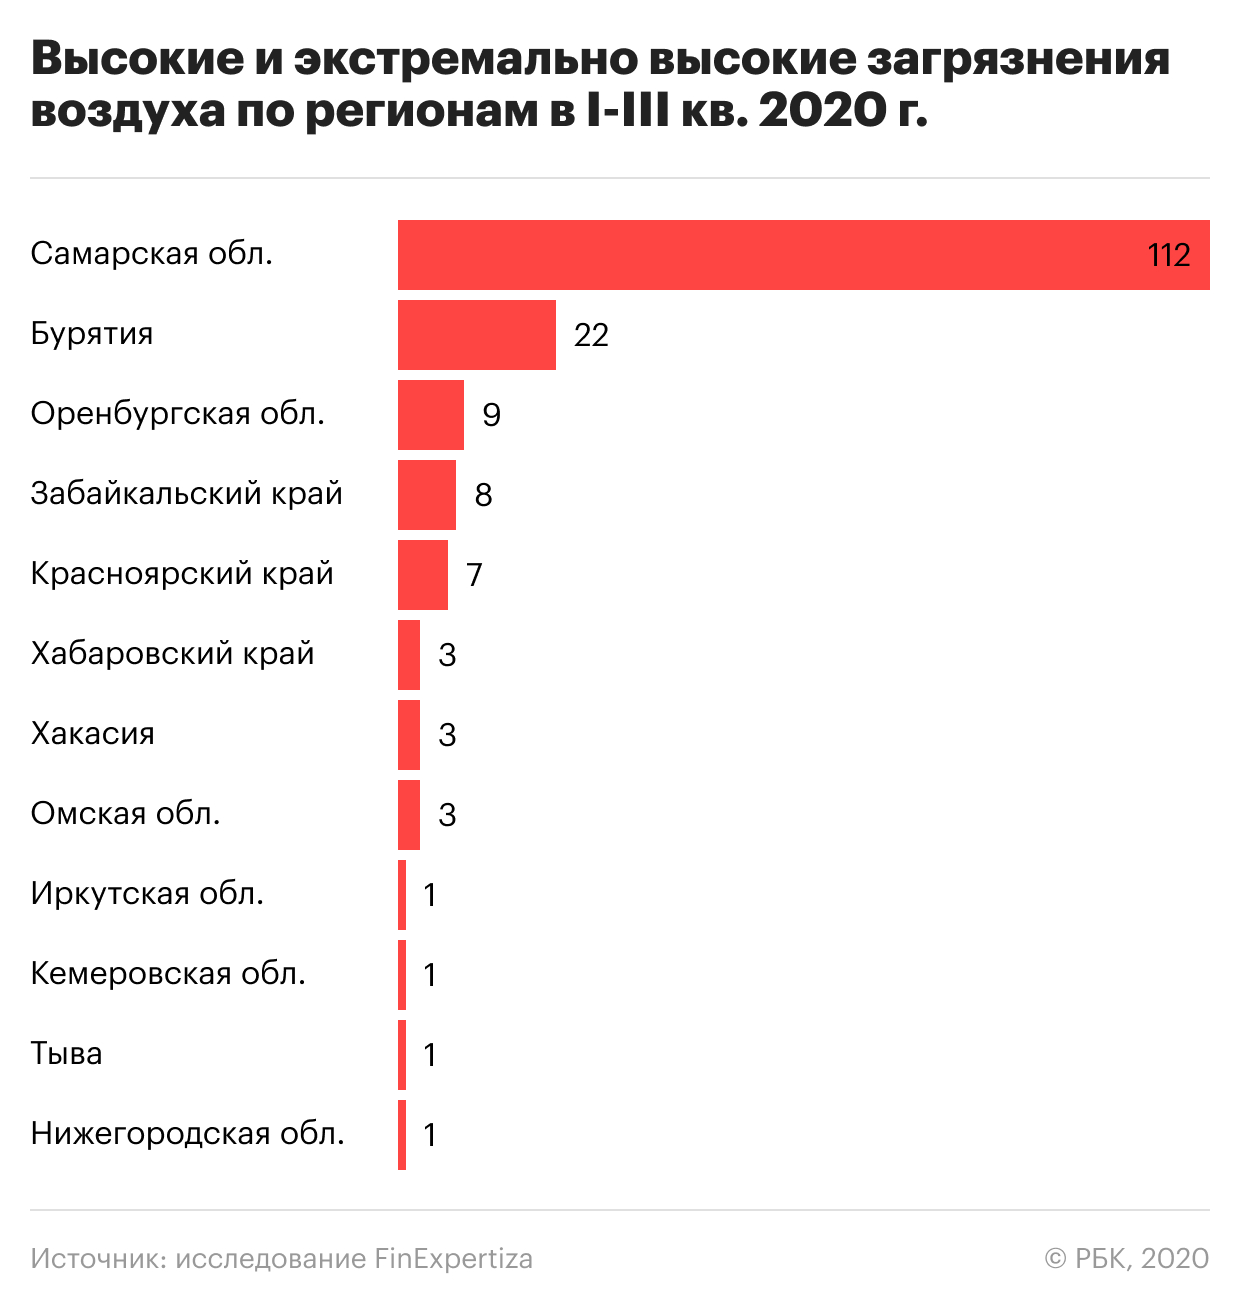 Высокие и экстремально высокие загрязнения
воздуха по регионам в I-III кв. 2020 г.
Самарская обл. 112
Бурятия 22
Оренбургская обл. 9
Забайкальский край 8
Красноярский край 7
Хабаровский край 3
Хакасия 3
Омская обл. 3
Иркутская обл. 1
Кемеровская обл. 1
Тыва 1
Нижегородская обл. 1
Источник: исследование FinExpertiza © РБК, 2020